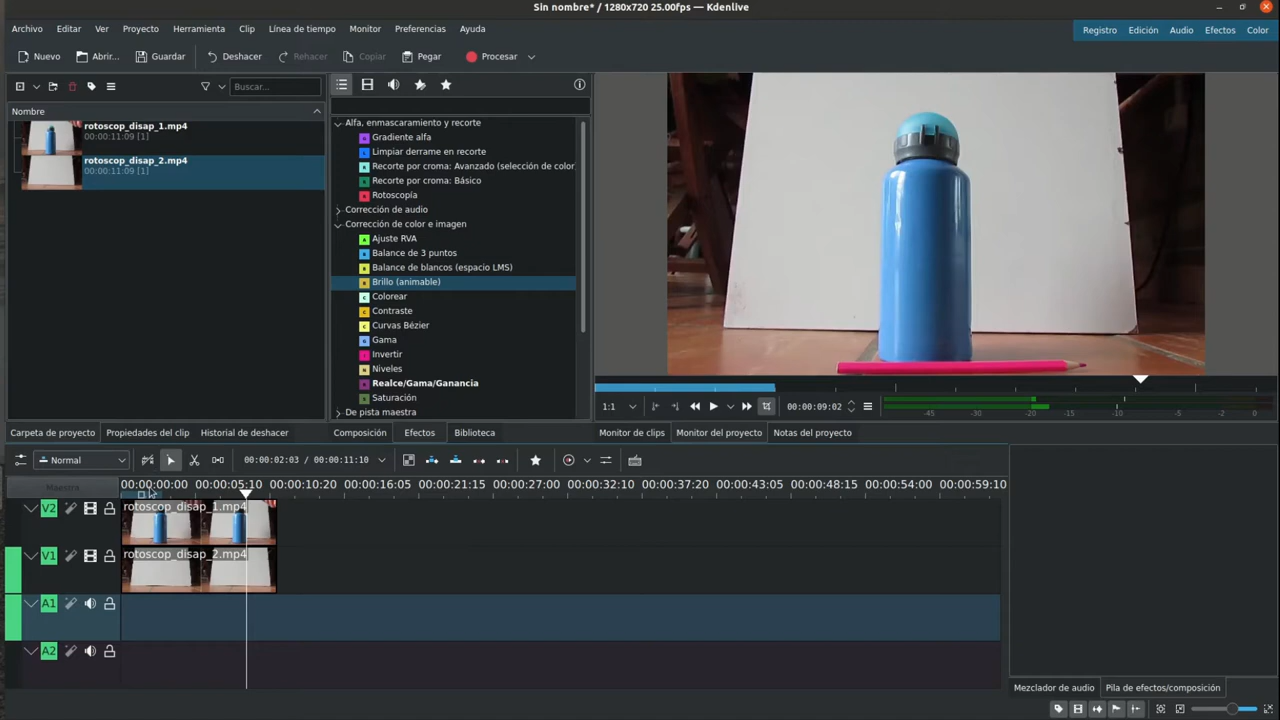 Sin nombre* / 1280x720 25.00fps — Kdenlive
Archivo Editar Ver Proyecto Herramienta Clip Línea de tiempo Monitor Preferencias Ayuda
Registro Edición Audio Efectos Color
Nuevo Abrir... Guardar Deshacer Rehacer Copiar Pegar Procesar
Buscar...
Nombre
rotoscop_disap_1.mp4
00:00:11:09 [1]
rotoscop_disap_2.mp4
00:00:11:09 [1]
Alfa, enmascaramiento y recorte
Gradiente alfa
Limpiar derrame en recorte
Recorte por croma: Avanzado (selección de color)
Recorte por croma: Básico
Rotoscopía
Corrección de audio
Corrección de color e imagen
Ajuste RVA
Balance de 3 puntos
Balance de blancos (espacio LMS)
Brillo (animable)
Colorear
Contraste
Curvas Bézier
Gama
Invertir
Niveles
Realce/Gama/Ganancia
Saturación
De pista maestra
1:1 00:00:09:02 -45 -30 -20 -15 -10 -5 -2 0
Carpeta de proyecto Propiedades del clip Historial de deshacer
Composición Efectos Biblioteca
Monitor de clips Monitor del proyecto Notas del proyecto
Normal 00:00:02:03 / 00:00:11:10
Maestra
00:00:00:00 00:00:05:10 00:00:10:20 00:00:16:05 00:00:21:15 00:00:27:00 00:00:32:10 00:00:37:20 00:00:43:05 00:00:48:15 00:00:54:00 00:00:59:10
V2 rotoscop_disap_1.mp4
V1 rotoscop_disap_2.mp4
A1
A2
Mezclador de audio Pila de efectos/composición